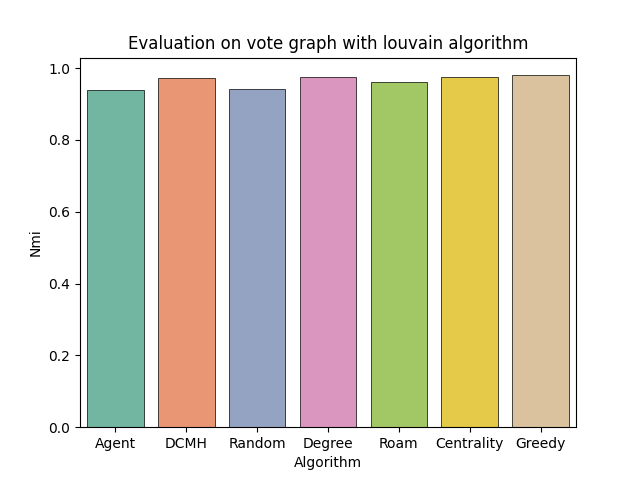 Evaluation on vote graph with louvain algorithm
1.0
0.8
0.6
0.4
0.2
0.0
Nmi
Agent DCMH Random Degree Roam Centrality Greedy
Algorithm